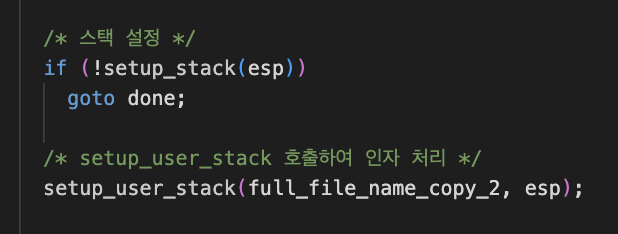 /* 스택 설정 */
if (!setup_stack(esp))
goto done;
/* setup_user_stack 호출하여 인자 처리 */
setup_user_stack(full_file_name_copy_2, esp);